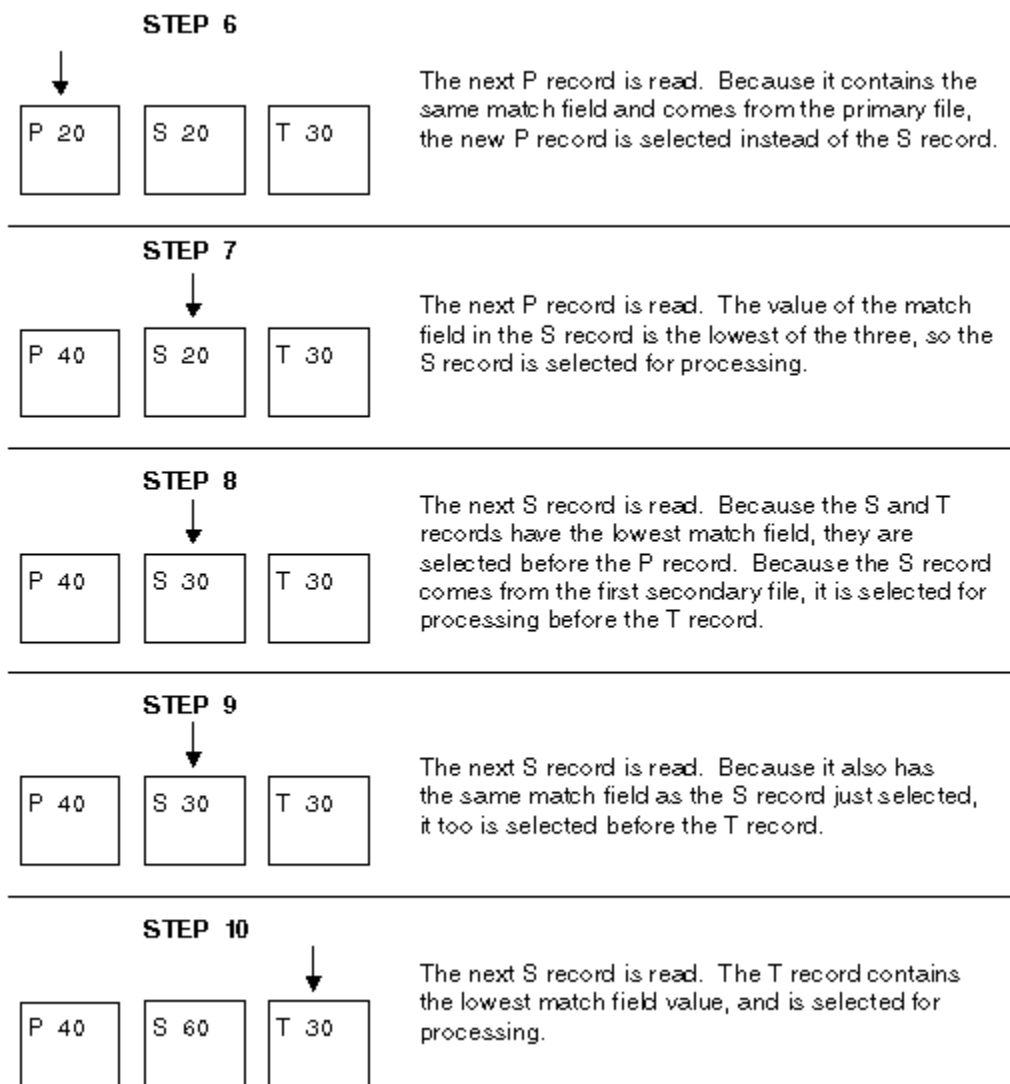 STEP 6
P 20
S 20
T 30
The next P record is read. Because it contains the
same match field and comes from the primary file,
the new P record is selected instead of the S record.
STEP 7
P 40
S 20
T 30
The next P record is read. The value of the match
field in the S record is the lowest of the three, so the
S record is selected for processing.
STEP 8
P 40
S 30
T 30
The next S record is read. Because the S and T
records have the lowest match field, they are
selected before the P record. Because the S record
comes from the first secondary file, it is selected for
processing before the T record.
STEP 9
P 40
S 30
T 30
The next S record is read. Because it also has
the same match field as the S record just selected,
it too is selected before the T record.
STEP 10
P 40
S 60
T 30
The next S record is read. The T record contains
the lowest match field value, and is selected for
processing.